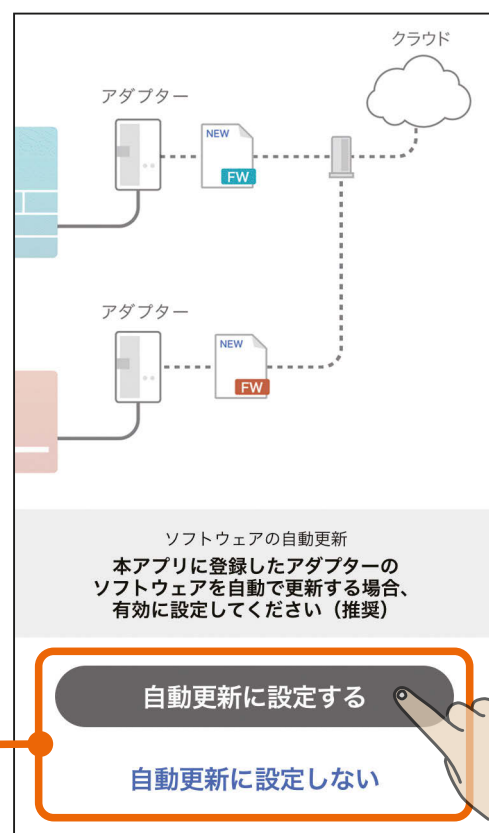 クラウド
アダプター
NEW
FW
アダプター
NEW
FW
ソフトウェアの自動更新
本アプリに登録したアダプターの
ソフトウェアを自動で更新する場合、
有効に設定してください（推奨）
自動更新に設定する
自動更新に設定しない